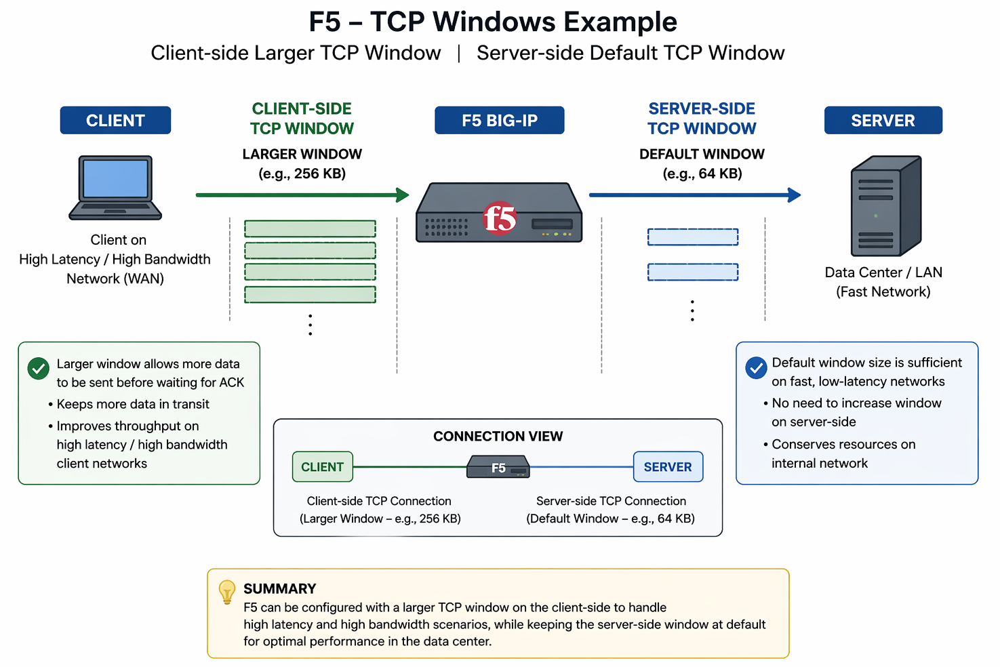 F5 – TCP Windows Example
Client-side Larger TCP Window | Server-side Default TCP Window
CLIENT
CLIENT-SIDE
TCP WINDOW
LARGER WINDOW
(e.g., 256 KB)
F5 BIG-IP
SERVER-SIDE
TCP WINDOW
DEFAULT WINDOW
(e.g., 64 KB)
SERVER
f5
Client on
High Latency / High Bandwidth
Network (WAN)
Data Center / LAN
(Fast Network)
Larger window allows more data
to be sent before waiting for ACK
• Keeps more data in transit
• Improves throughput on
high latency / high bandwidth
client networks
Default window size is sufficient
on fast, low-latency networks
• No need to increase window
on server-side
• Conserves resources on
internal network
CONNECTION VIEW
CLIENT
F5
SERVER
Client-side TCP Connection
(Larger Window – e.g., 256 KB)
Server-side TCP Connection
(Default Window – e.g., 64 KB)
SUMMARY
F5 can be configured with a larger TCP window on the client-side to handle
high latency and high bandwidth scenarios, while keeping the server-side window at default
for optimal performance in the data center.